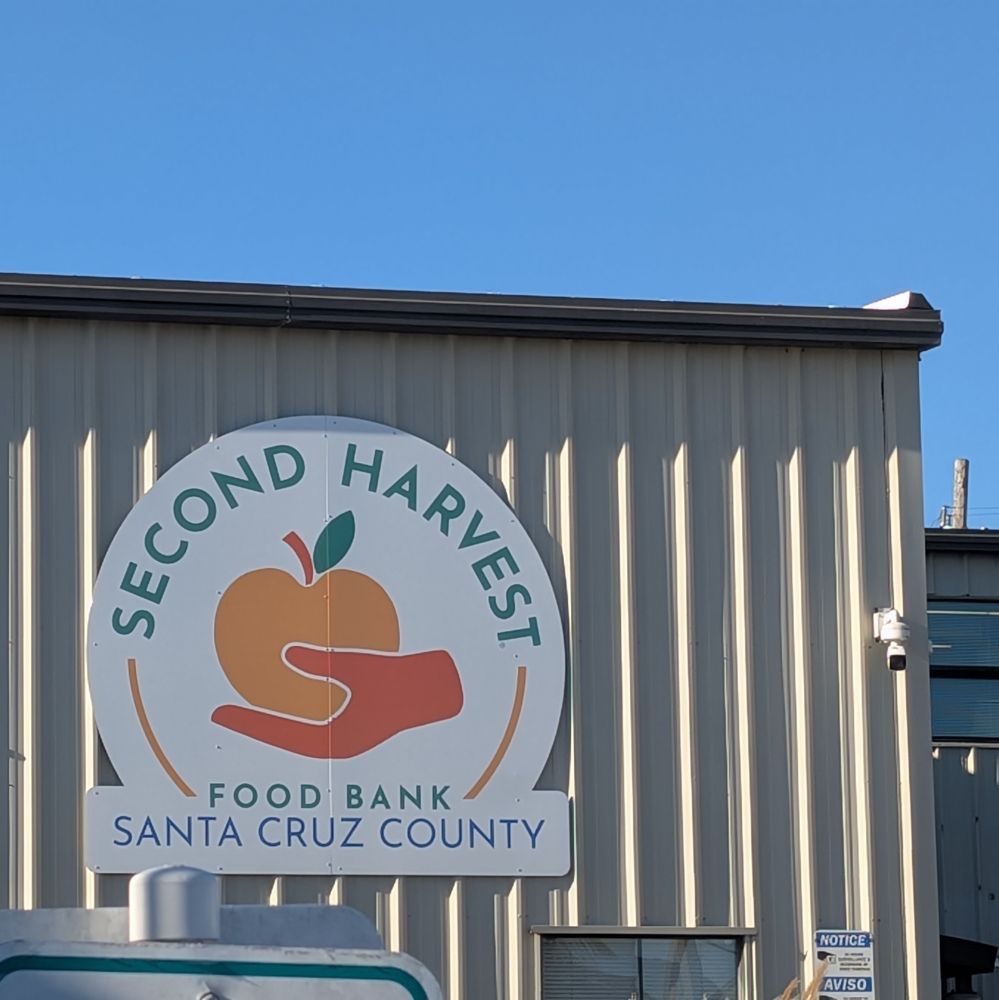 SECOND HARVEST
FOOD BANK
SANTA CRUZ COUNTY
NOTICE
AVISO